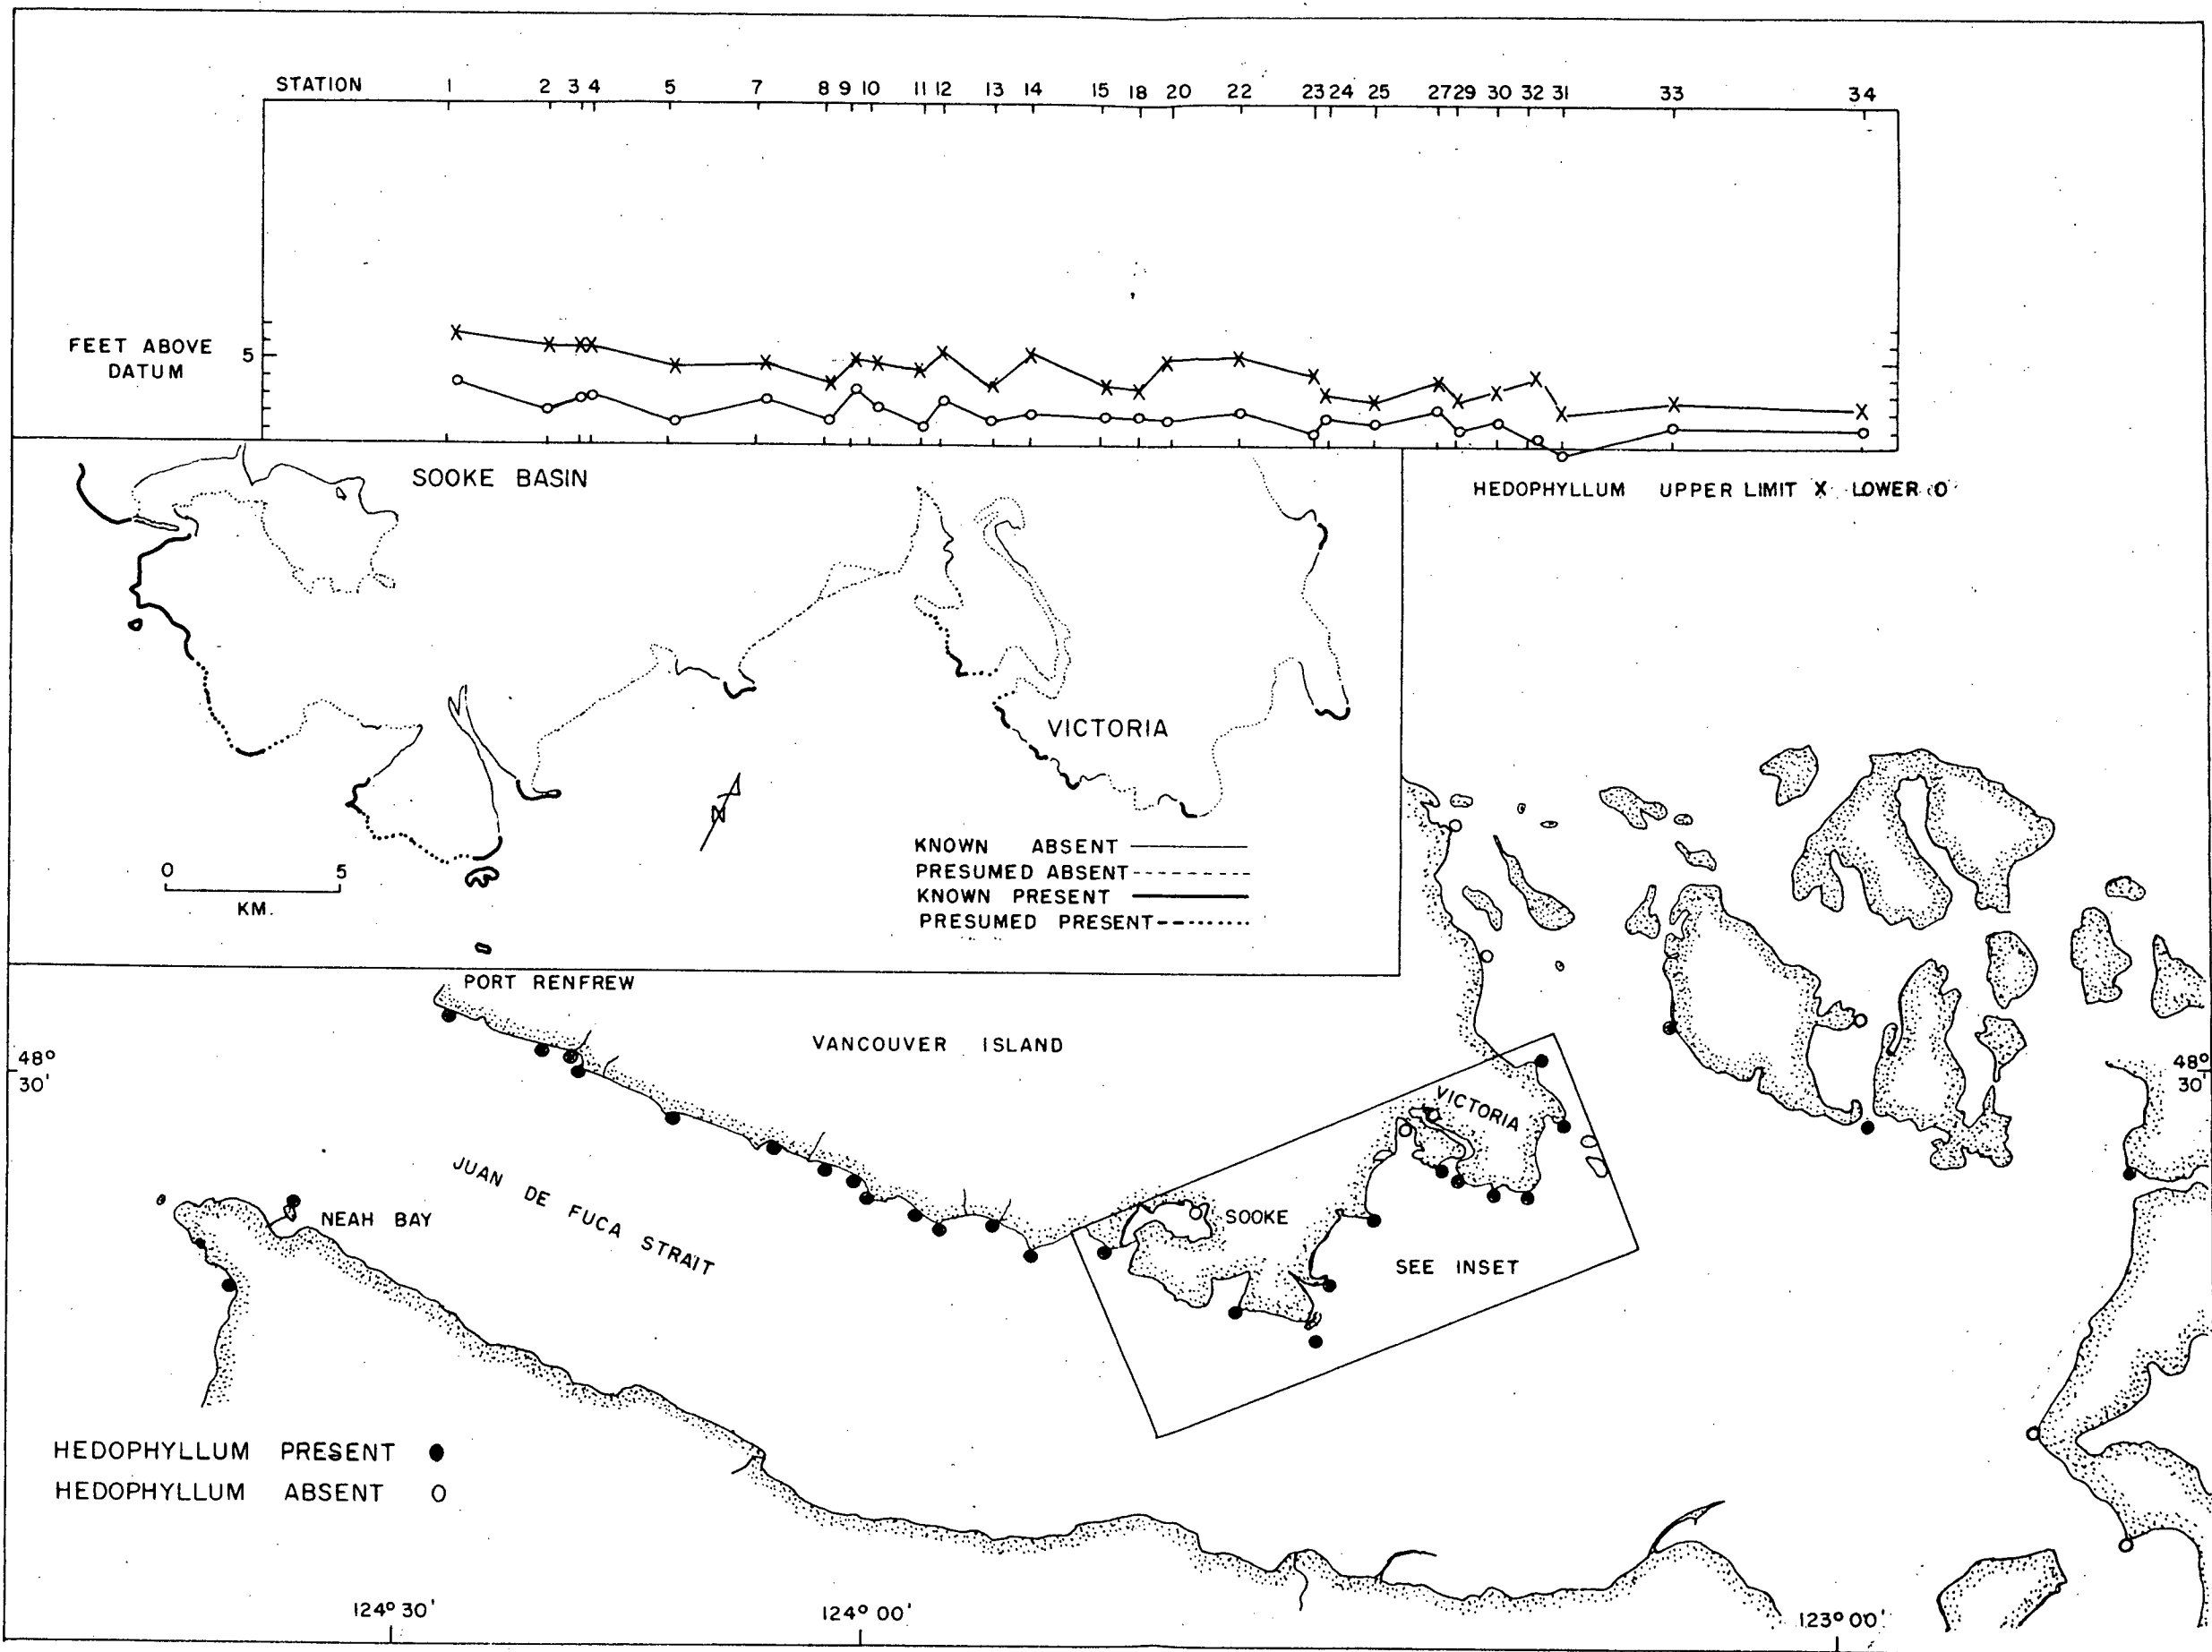 STATION 1 2 3 4 5 7 8 9 10 11 12 13 14 15 18 20 22 23 24 25 27 29 30 32 31 33 34
FEET ABOVE 5
DATUM
HEDOPHYLLUM UPPER LIMIT X LOWER O
SOOKE BASIN
VICTORIA
N
KNOWN ABSENT
PRESUMED ABSENT
KNOWN PRESENT
PRESUMED PRESENT
0 5
KM.
PORT RENFREW
VANCOUVER ISLAND
48°
30'
48°
30'
VICTORIA
JUAN DE FUCA STRAIT
NEAH BAY
SOOKE
SEE INSET
HEDOPHYLLUM PRESENT
HEDOPHYLLUM ABSENT
124° 30'
124° 00'
123° 00'